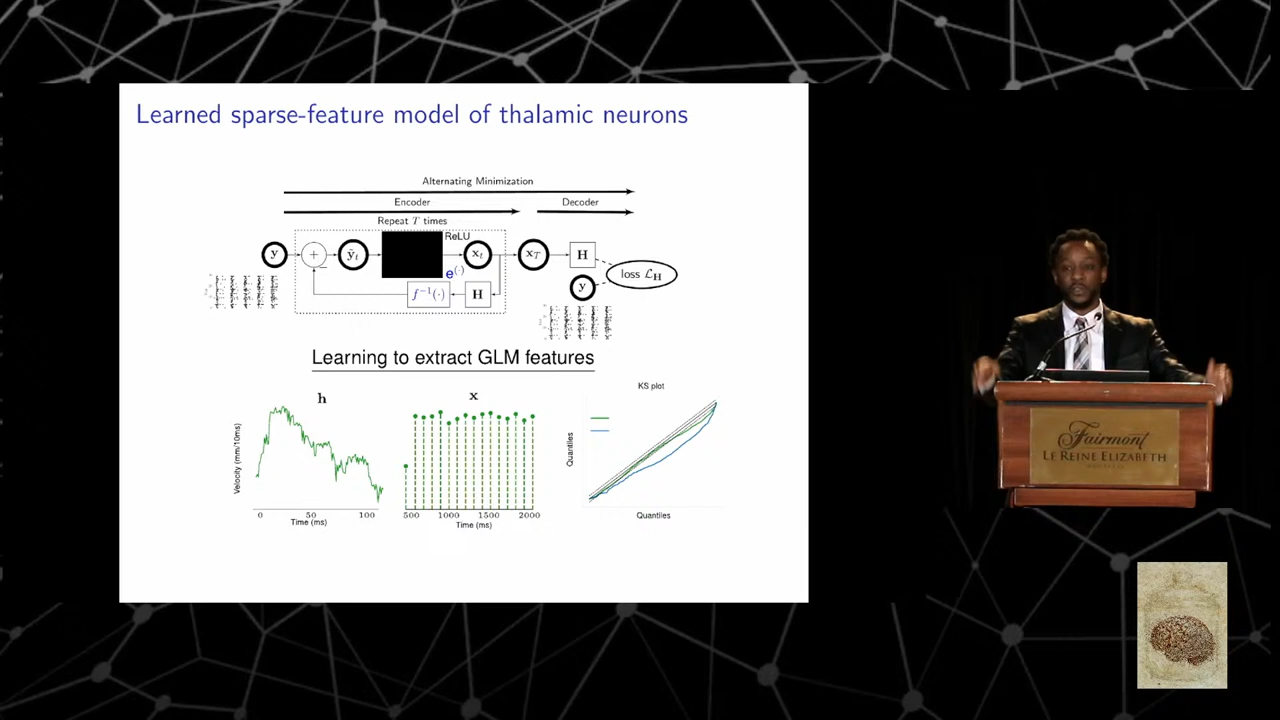 Learned sparse-feature model of thalamic neurons
Alternating Minimization
Encoder
Decoder
Repeat T times
ReLU
y
+
−
ỹₜ
xₜ
x_T
H
e^(·)
f⁻¹(·)
H
y
loss ℒ_H
Learning to extract GLM features
h
x
KS plot
Velocity (mm/10ms)
0 50 100
Time (ms)
500 1000 1500 2000
Time (ms)
Quantiles
Quantiles
Fairmont
LE REINE ELIZABETH